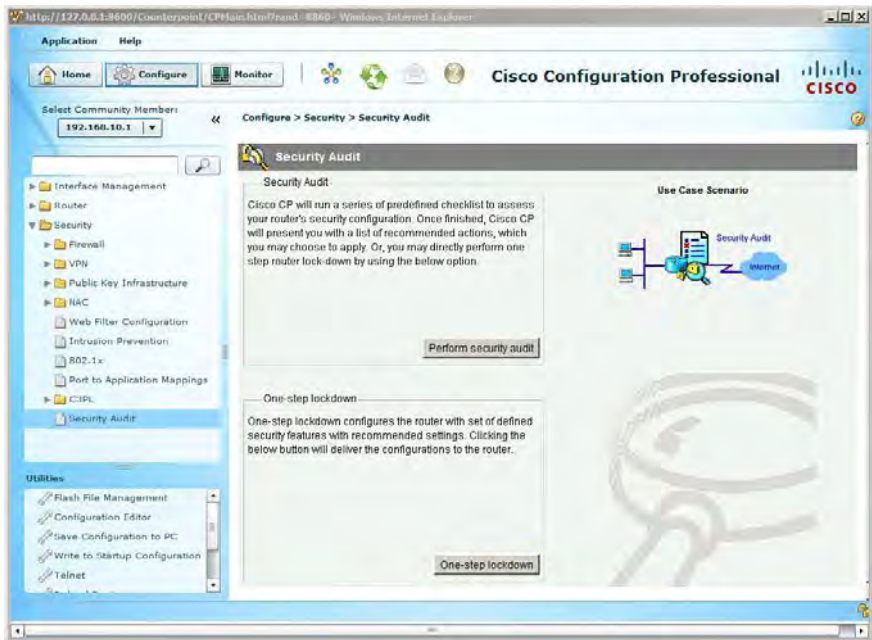 http://127.0.0.1:8600/Counterpoint/CPMain.html?rand=8860 - Windows Internet Explorer
Application Help
Home Configure Monitor Cisco Configuration Professional CISCO
Select Community Member:
192.168.10.1
Configure > Security > Security Audit
Interface Management
Router
Security
Firewall
VPN
Public Key Infrastructure
NAC
Web Filter Configuration
Intrusion Prevention
802.1x
Port to Application Mappings
C3PL
Security Audit
Utilities
Flash File Management
Configuration Editor
Save Configuration to PC
Write to Startup Configuration
Telnet
Security Audit
Security Audit
Cisco CP will run a series of predefined checklist to assess
your router's security configuration. Once finished, Cisco CP
will present you with a list of recommended actions, which
you may choose to apply. Or, you may directly perform one
step router lock-down by using the below option.
Perform security audit
Use Case Scenario
Security Audit
Internet
One-step lockdown
One-step lockdown configures the router with set of defined
security features with recommended settings. Clicking the
below button will deliver the configurations to the router.
One-step lockdown